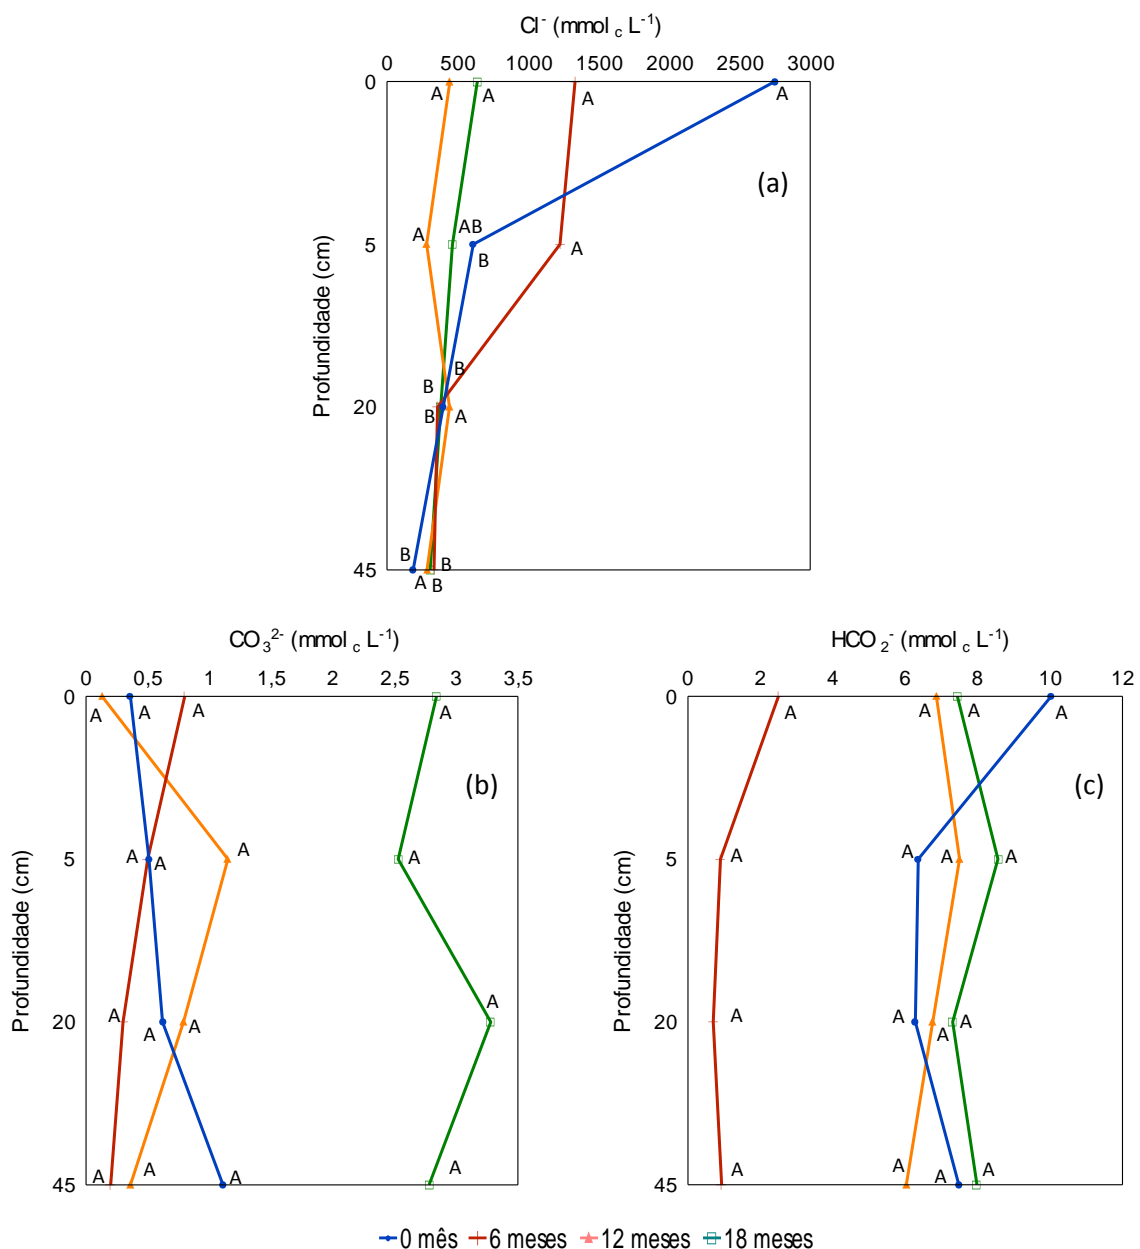 Cl⁻ (mmol c L⁻¹)
0 500 1000 1500 2000 2500 3000
0
A A A A
(a)
AB
A B A
5
Profundidade (cm)
B
B
20
B A
B B
45
A B
CO₃²⁻ (mmol c L⁻¹)
0 0,5 1 1,5 2 2,5 3 3,5
0
A A A A
(b)
5
A A A A
Profundidade (cm)
A
20
A A A
A A A A
45
HCO₂⁻ (mmol c L⁻¹)
0 2 4 6 8 10 12
0
A A A A
(c)
5
A A A A
Profundidade (cm)
20
A A A A
A A A A
45
0 mês 6 meses 12 meses 18 meses